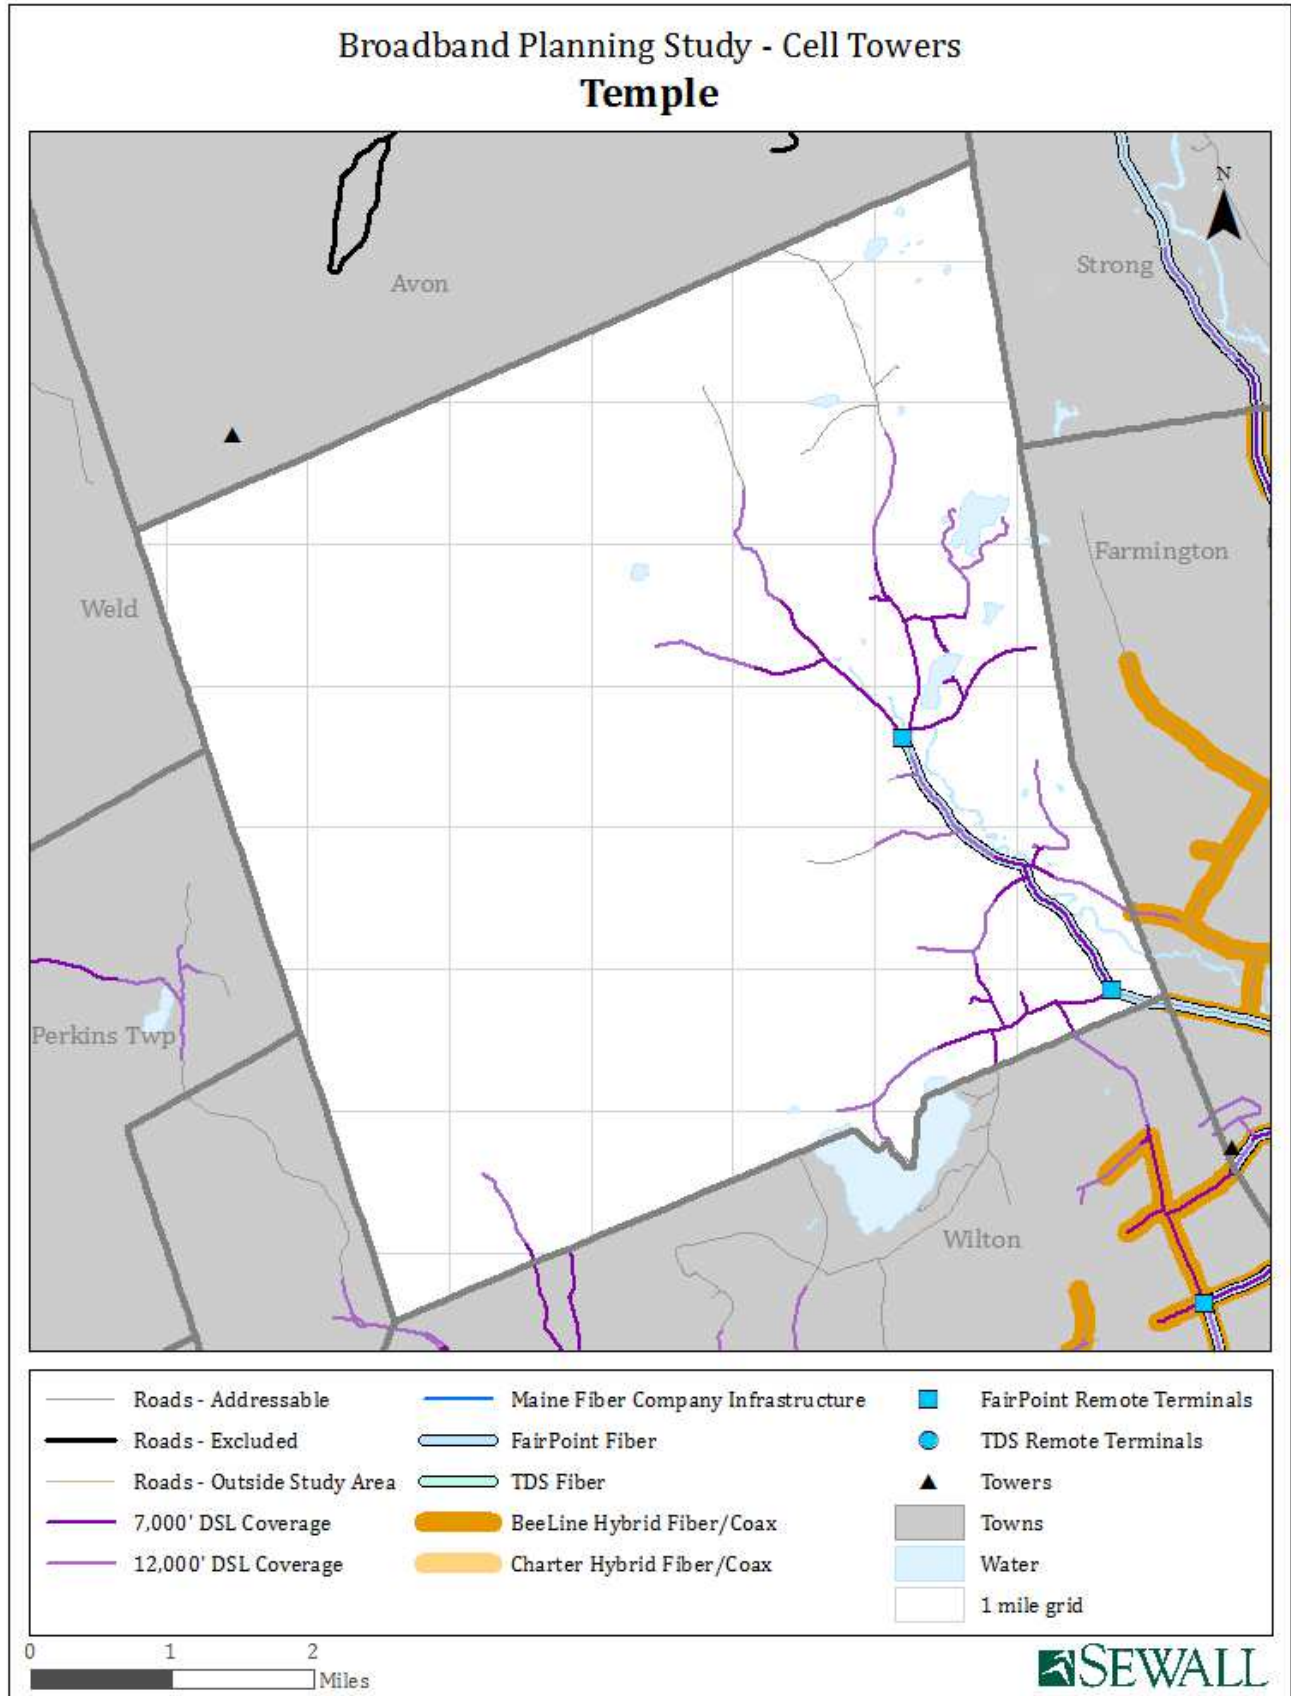 Broadband Planning Study - Cell Towers
Temple
N
Strong
Avon
Farmington
Weld
Perkins Twp
Wilton
Roads - Addressable
Roads - Excluded
Roads - Outside Study Area
7,000' DSL Coverage
12,000' DSL Coverage
Maine Fiber Company Infrastructure
FairPoint Fiber
TDS Fiber
BeeLine Hybrid Fiber/Coax
Charter Hybrid Fiber/Coax
FairPoint Remote Terminals
TDS Remote Terminals
Towers
Towns
Water
1 mile grid
0 1 2
Miles
SEWALL